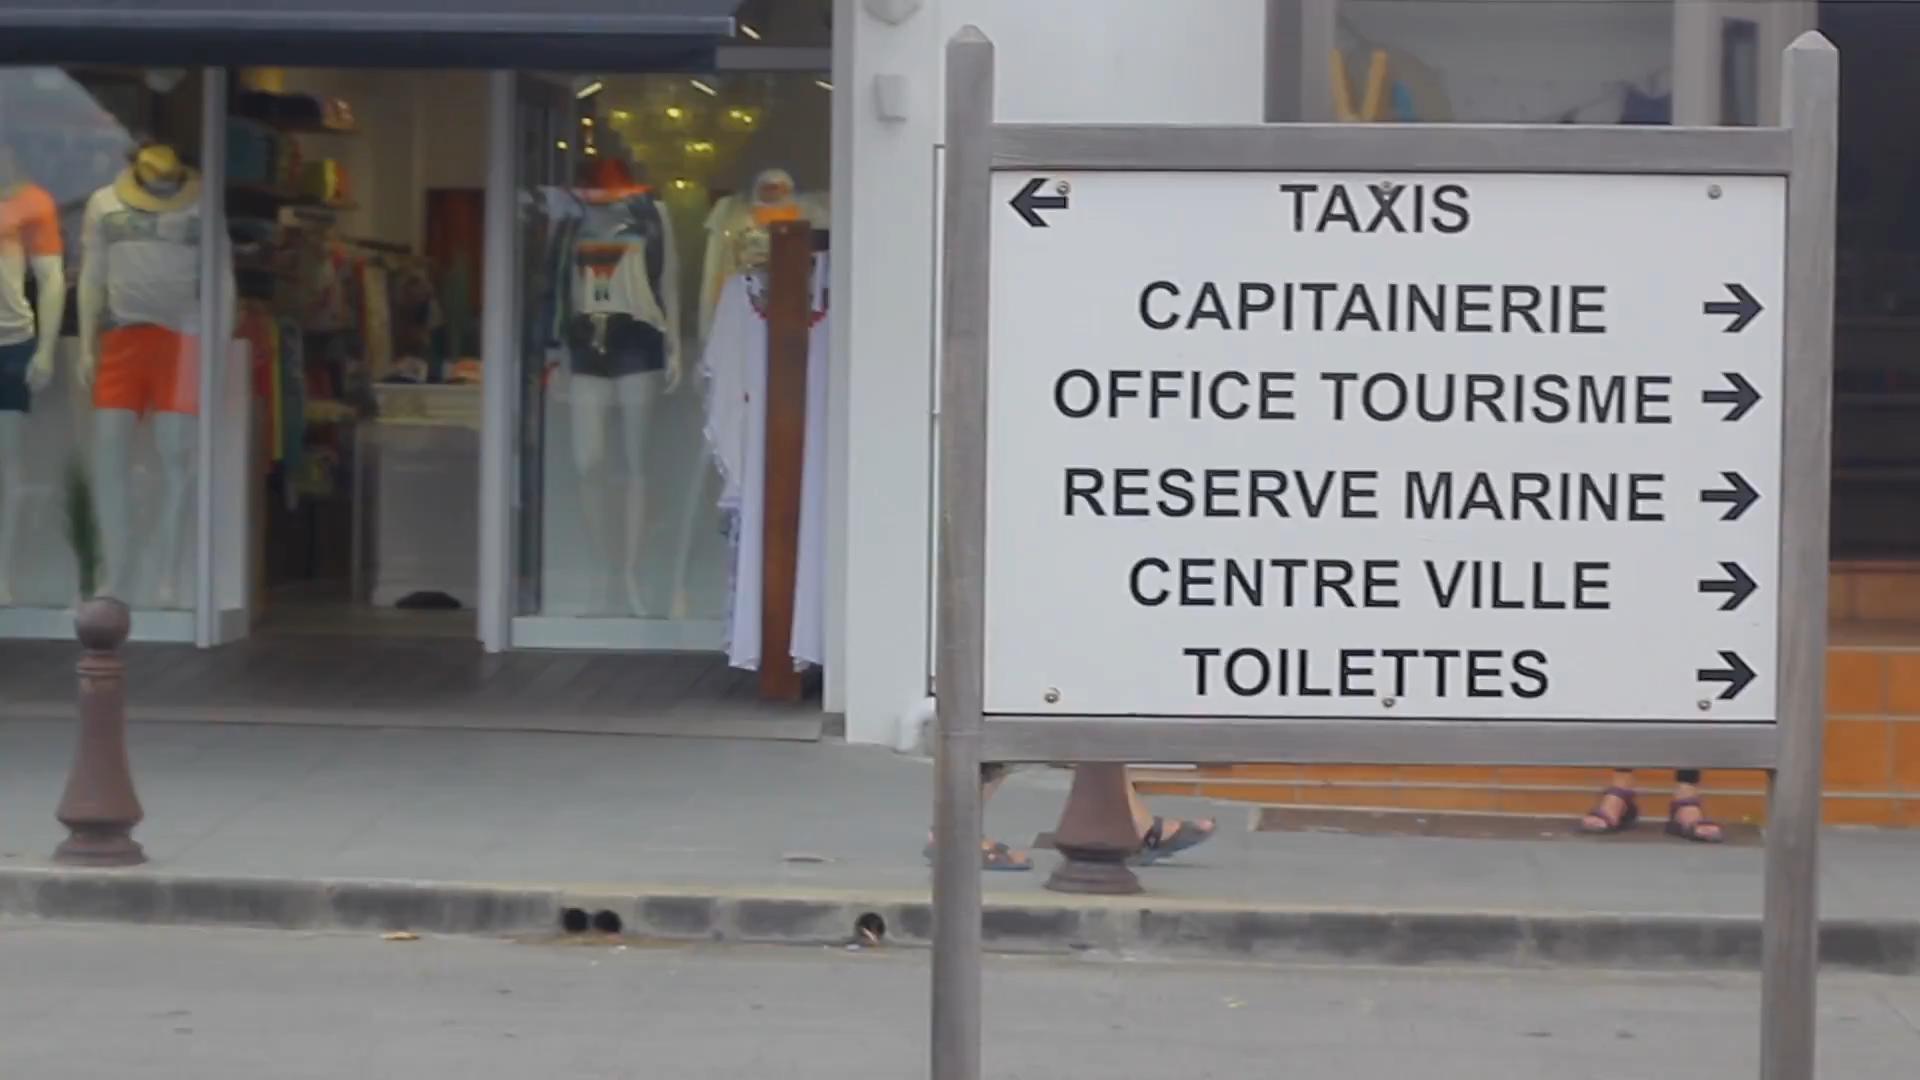 TAXIS
CAPITAINERIE
OFFICE TOURISME
RESERVE MARINE
CENTRE VILLE
TOILETTES